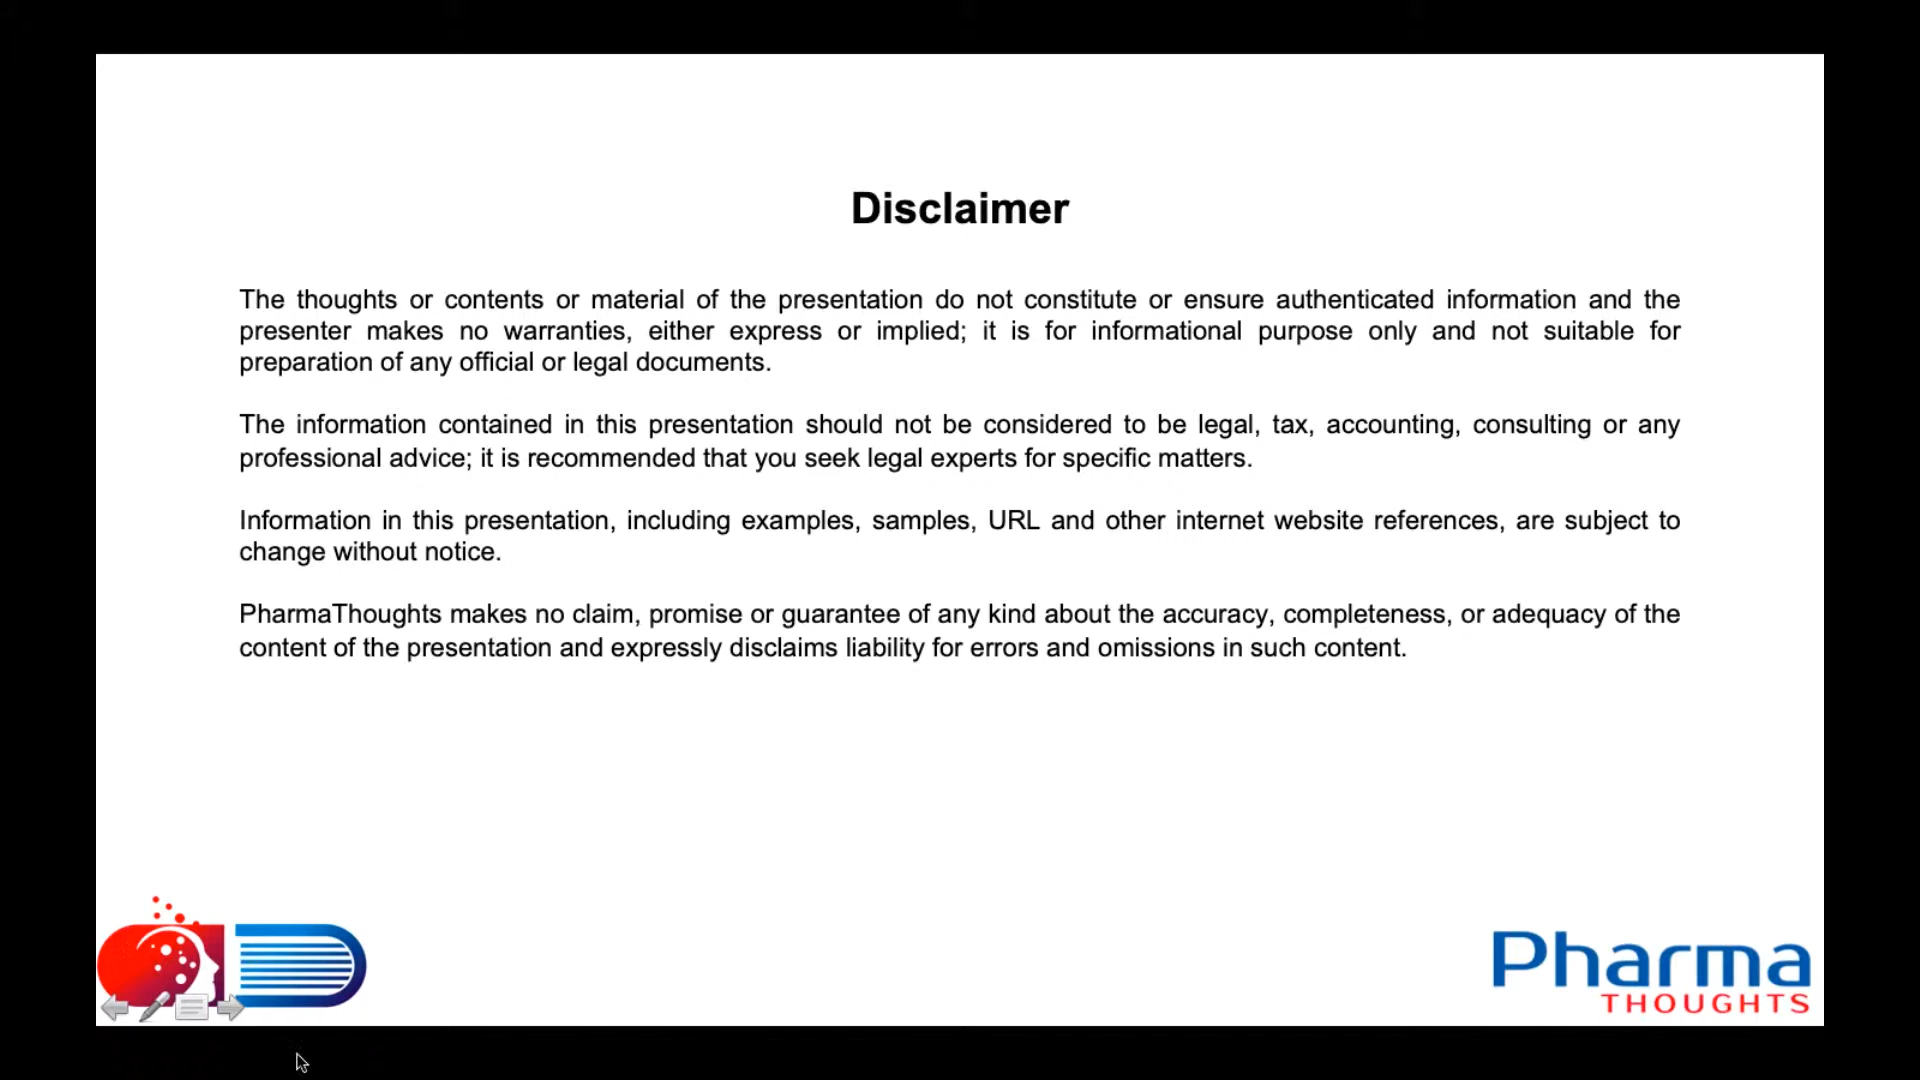 Disclaimer
The thoughts or contents or material of the presentation do not constitute or ensure authenticated information and the
presenter makes no warranties, either express or implied; it is for informational purpose only and not suitable for
preparation of any official or legal documents.
The information contained in this presentation should not be considered to be legal, tax, accounting, consulting or any
professional advice; it is recommended that you seek legal experts for specific matters.
Information in this presentation, including examples, samples, URL and other internet website references, are subject to
change without notice.
PharmaThoughts makes no claim, promise or guarantee of any kind about the accuracy, completeness, or adequacy of the
content of the presentation and expressly disclaims liability for errors and omissions in such content.
Pharma
THOUGHTS